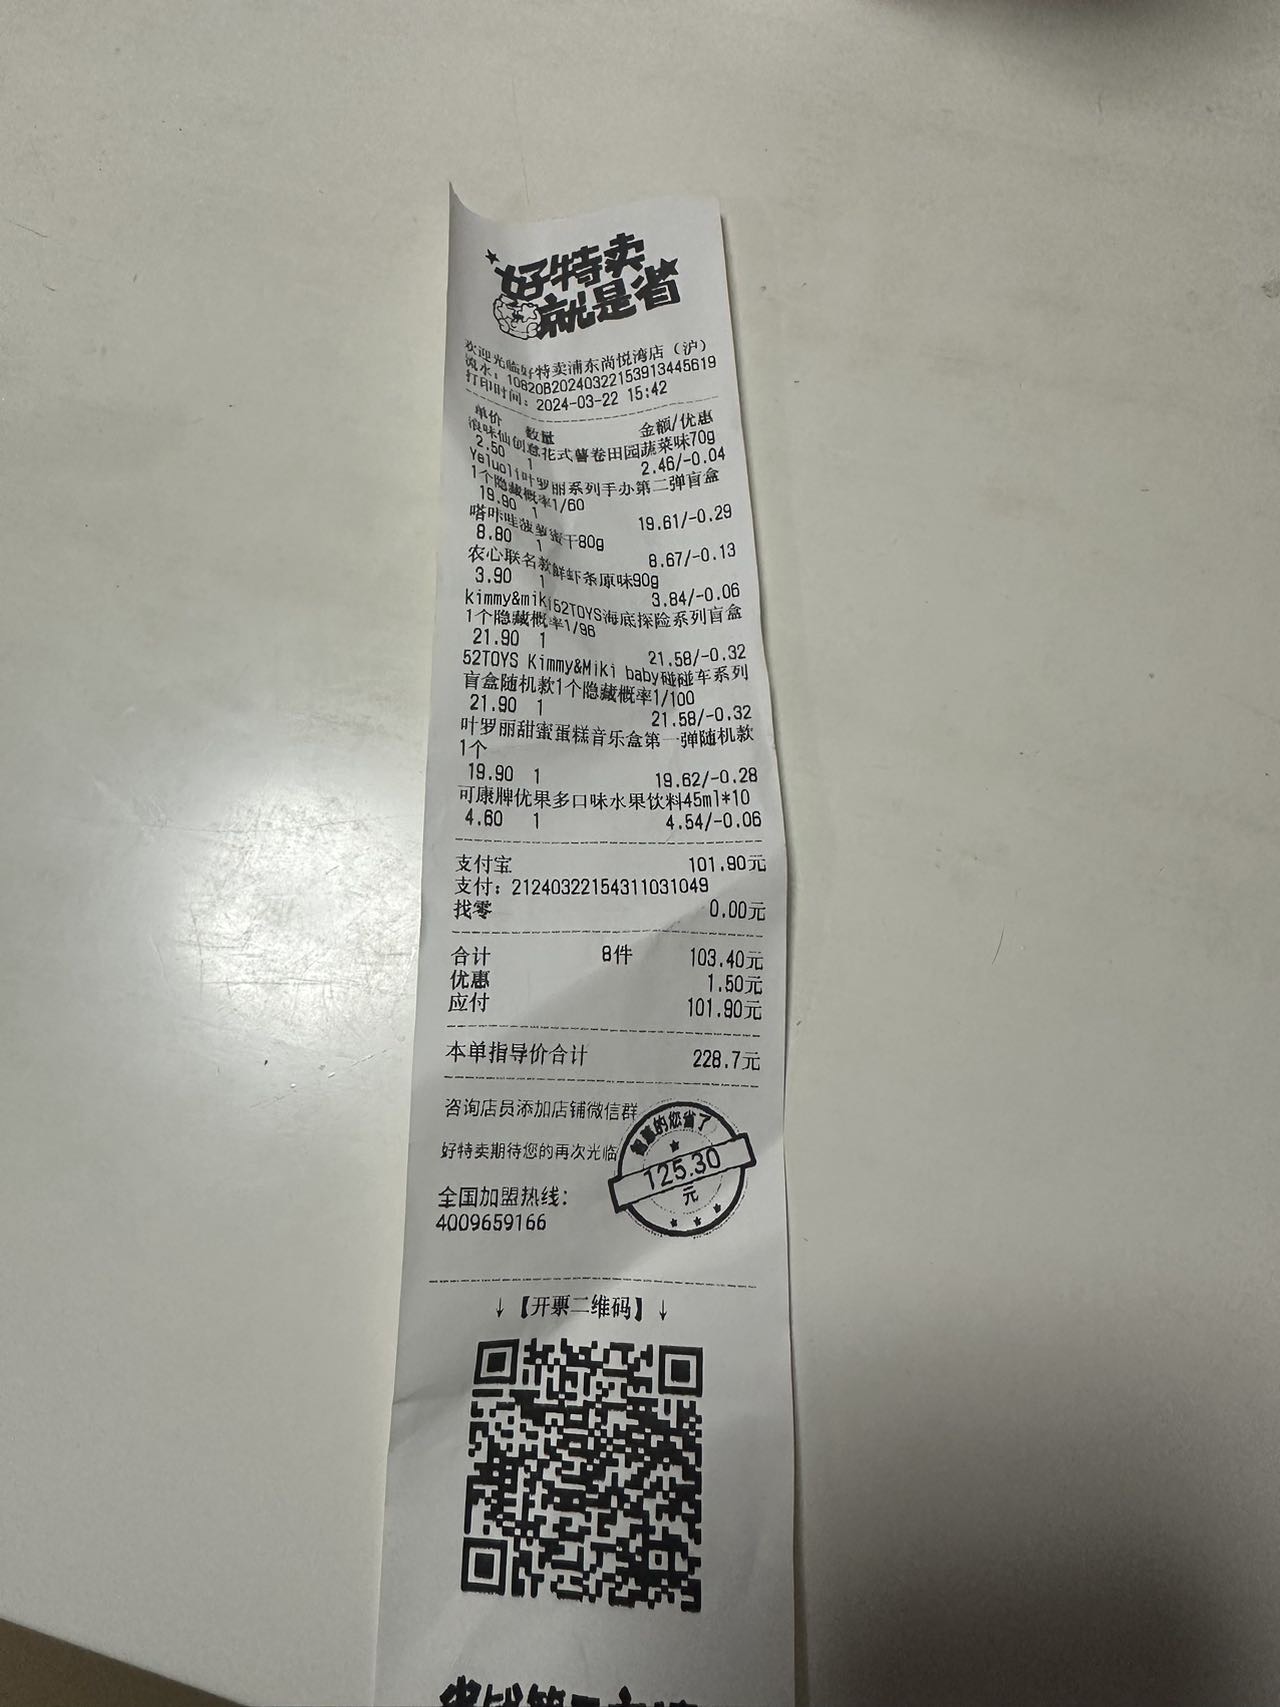 好特卖
就是省
欢迎光临好特卖浦东尚悦湾店（沪）
流水：10820B20240322153913445619
打印时间：2024-03-22 15:42
单价 数量 金额/优惠
浪味仙创意花式薯卷田园蔬菜味70g
2.50 1 2.46/-0.04
Yeluoli叶罗丽系列手办第二弹盲盒
1个隐藏概率1/60
19.90 1 19.61/-0.29
嗒咔哇菠萝蜜干80g
8.80 1 8.67/-0.13
农心联名款鲜虾条原味90g
3.90 1 3.84/-0.06
kimmy&miki52TOYS海底探险系列盲盒
1个隐藏概率1/96
21.90 1 21.58/-0.32
52TOYS Kimmy&Miki baby碰碰车系列
盲盒随机款1个隐藏概率1/100
21.90 1 21.58/-0.32
叶罗丽甜蜜蛋糕音乐盒第一弹随机款
1个
19.90 1 19.62/-0.28
可康牌优果多口味水果饮料45ml*10
4.60 1 4.54/-0.06
支付宝 101.90元
支付：21240322154311031049
找零 0.00元
合计 8件 103.40元
优惠 1.50元
应付 101.90元
本单指导价合计 228.7元
咨询店员添加店铺微信群
好特卖期待您的再次光临
智慧的您省了
125.30
元
全国加盟热线：
4009659166
↓【开票二维码】↓